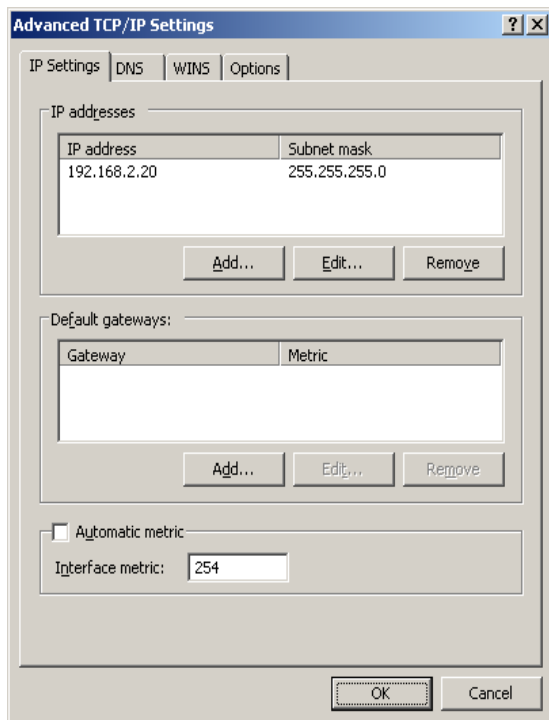 Advanced TCP/IP Settings
IP Settings DNS WINS Options
IP addresses
IP address Subnet mask
192.168.2.20 255.255.255.0
Add... Edit... Remove
Default gateways:
Gateway Metric
Add... Edit... Remove
Automatic metric
Interface metric: 254
OK Cancel